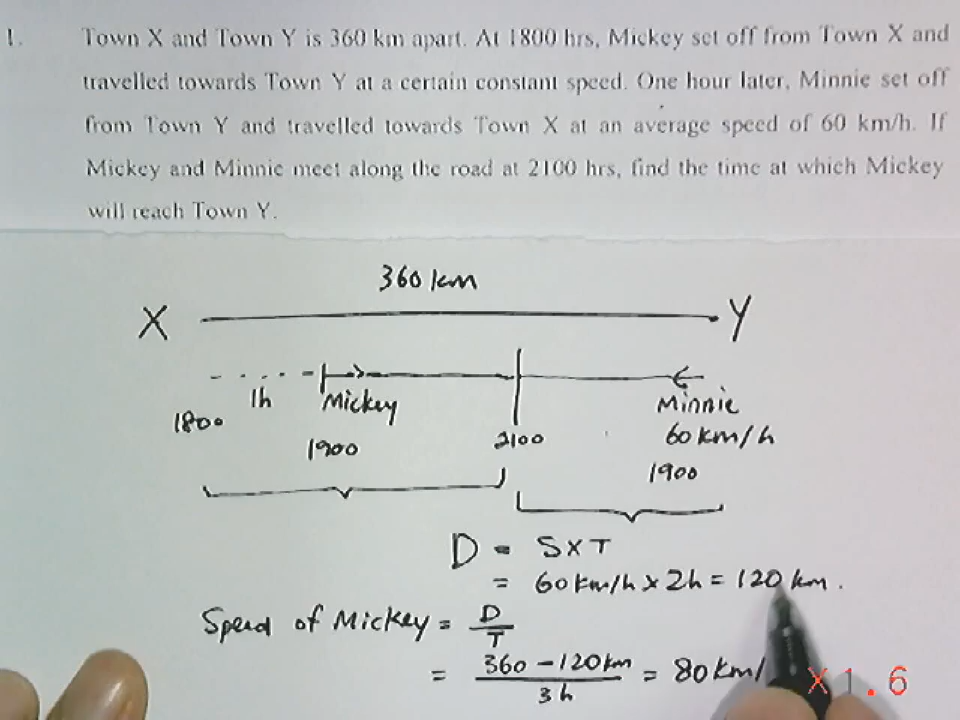 1. Town X and Town Y is 360 km apart. At 1800 hrs, Mickey set off from Town X and
travelled towards Town Y at a certain constant speed. One hour later, Minnie set off
from Town Y and travelled towards Town X at an average speed of 60 km/h. If
Mickey and Minnie meet along the road at 2100 hrs, find the time at which Mickey
will reach Town Y.
360 km
X Y
1h Mickey Minnie
1800 2100 60 km/h
1900 1900
D = S x T
= 60 km/h x 2h = 120 km.
Speed of Mickey = D/T
= 360 - 120 km / 3h = 80 km/
x1.6